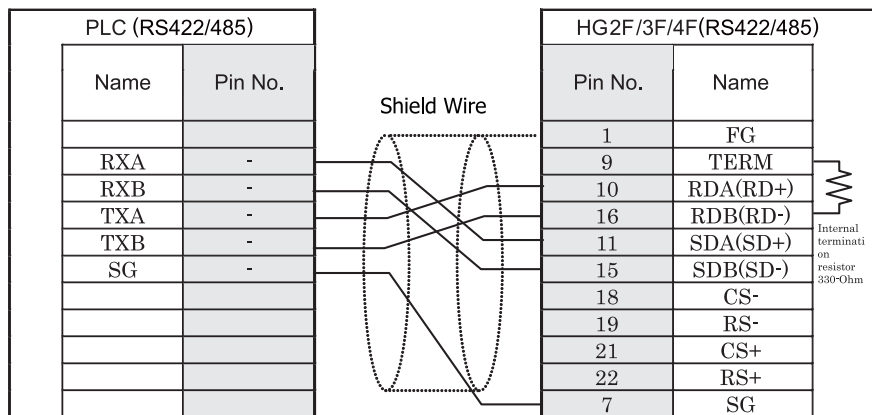 PLC (RS422/485)
HG2F/3F/4F(RS422/485)
Name Pin No.
Pin No. Name
Shield Wire
1 FG
RXA - 9 TERM
RXB - 10 RDA(RD+)
TXA - 16 RDB(RD-)
TXB - 11 SDA(SD+)
SG - 15 SDB(SD-)
18 CS-
19 RS-
21 CS+
22 RS+
7 SG
Internal
terminati
on
resistor
330-Ohm